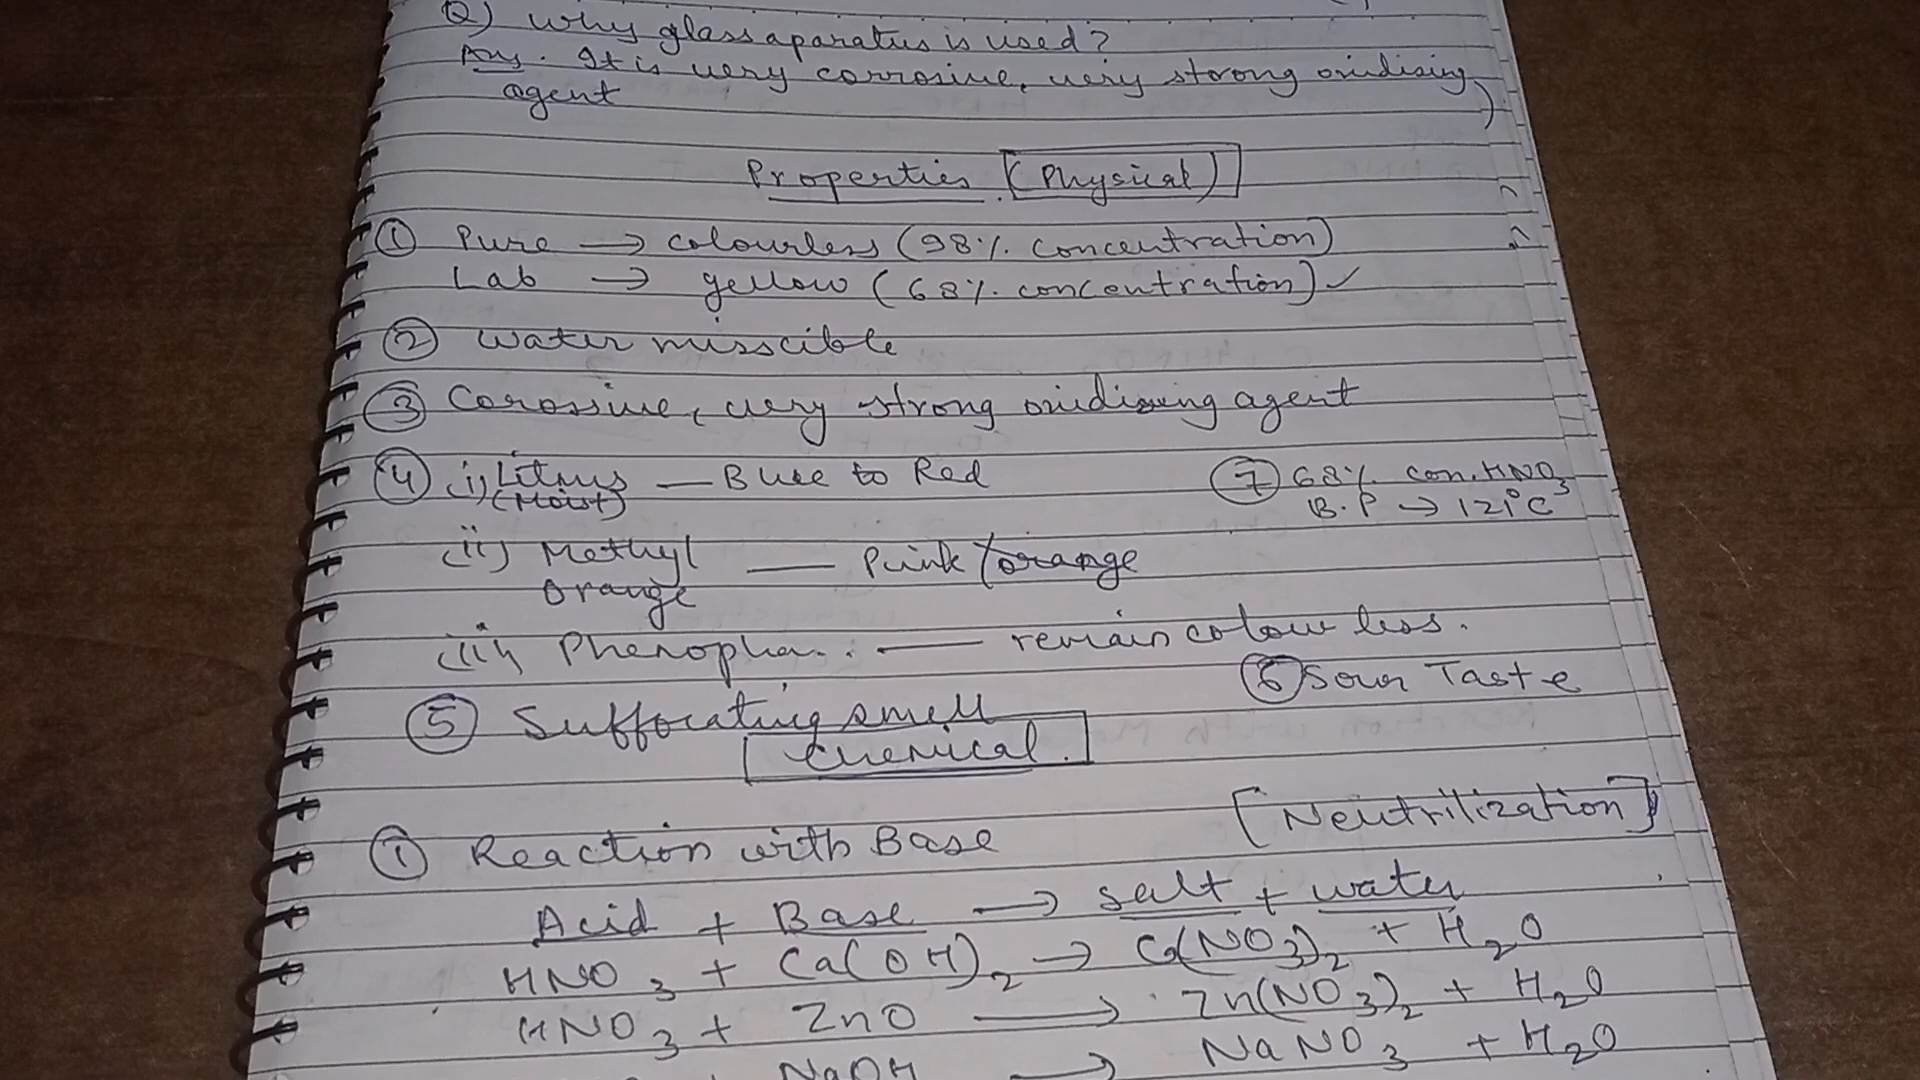 Q) Why glass aparatus is used?
Ans. It is very corrosive, very strong oxidising
agent
Properties (Physical)
① Pure → colourless (98% concentration)
Lab → yellow (68% concentration) ✓
② Water misscible
③ Corossive, very strong oxidising agent
④ (i) Litmus — Blue to Red
(Moist)
⑦ 68% con. HNO3
B.P → 121°C
(ii) Methyl — Pink/orange
orange
(iii) Phenopha.. — remain colourless.
⑥ Sour Taste
⑤ Suffocating smell
Chemical.
① Reaction with Base [Neutrilization]
Acid + Base → salt + water
HNO3 + Ca(OH)2 → Ca(NO3)2 + H2O
HNO3 + ZnO → Zn(NO3)2 + H2O
NaOH → NaNO3 + H2O